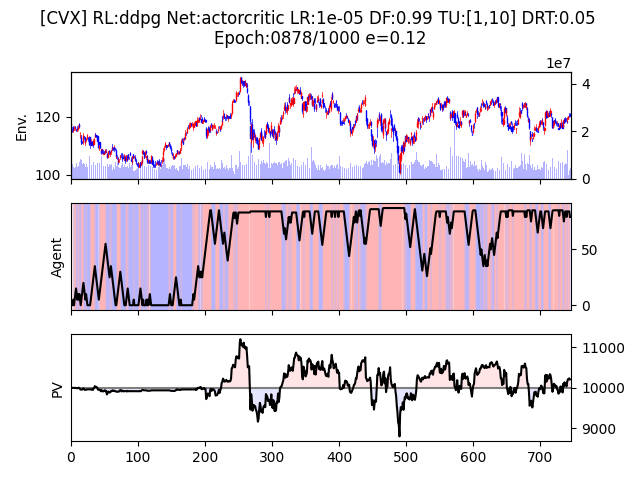 [CVX] RL:ddpg Net:actorcritic LR:1e-05 DF:0.99 TU:[1,10] DRT:0.05
Epoch:0878/1000 e=0.12
1e7
Env.
120
100
4
2
0
Agent
50
0
PV
11000
10000
9000
0 100 200 300 400 500 600 700